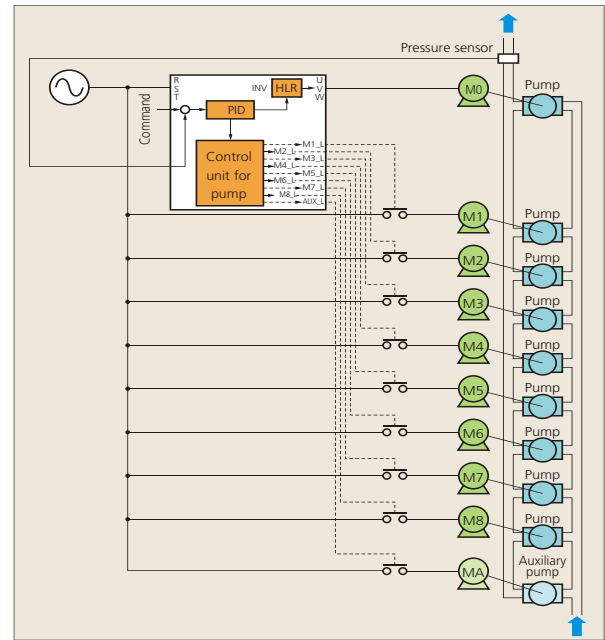 Pressure sensor
Command
R
S
T
PID
INV
HLR
U
V
W
Control
unit for
pump
M1_L
M2_L
M3_L
M4_L
M5_L
M6_L
M7_L
M8_L
AUX_L
M0
Pump
M1
Pump
M2
Pump
M3
Pump
M4
Pump
M5
Pump
M6
Pump
M7
Pump
M8
Pump
MA
Auxiliary
pump